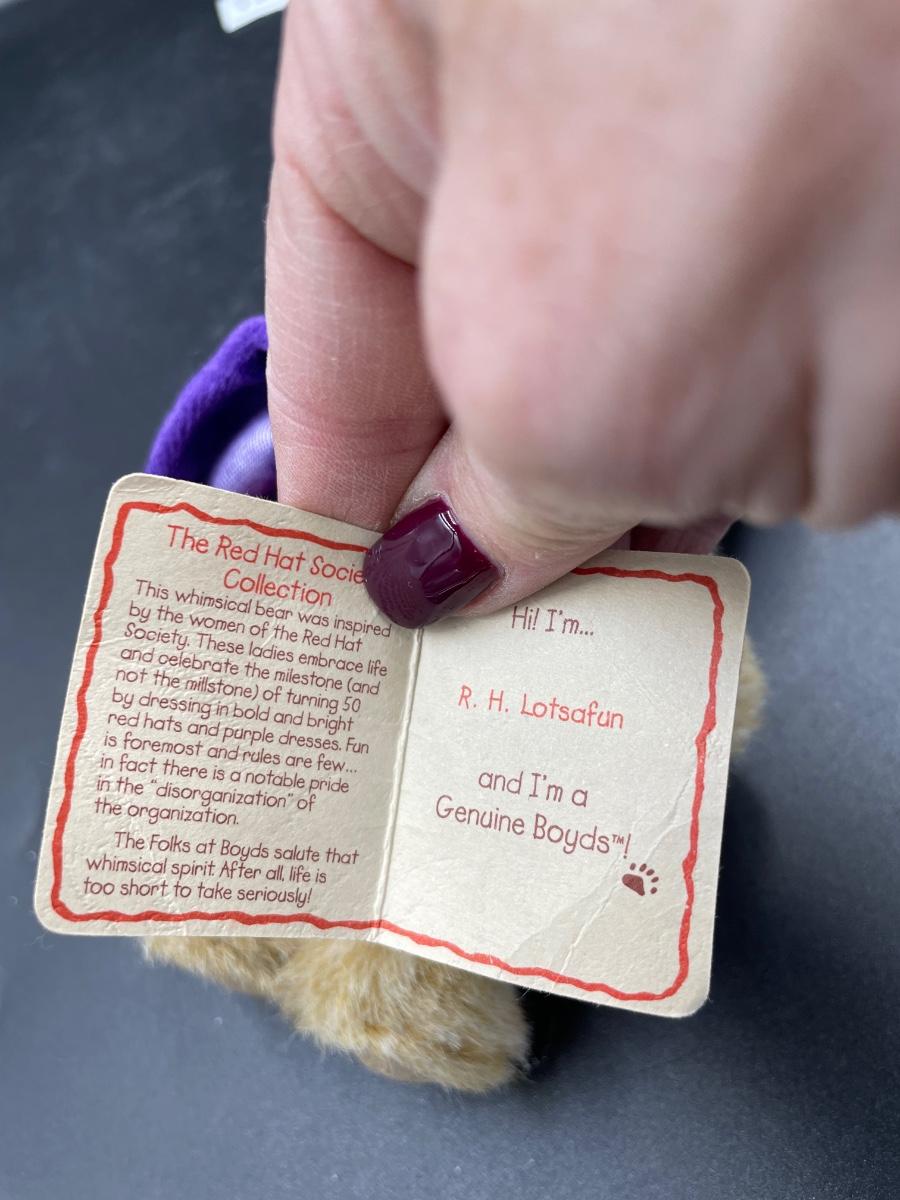 The Red Hat Socie
Collection
This whimsical bear was inspired
by the women of the Red Hat
Society. These ladies embrace life
and celebrate the milestone (and
not the millstone) of turning 50
by dressing in bold and bright
red hats and purple dresses. Fun
is foremost and rules are few...
in fact there is a notable pride
in the "disorganization" of
the organization.
The Folks at Boyds salute that
whimsical spirit. After all, life is
too short to take seriously!
Hi! I'm...
R. H. Lotsafun
and I'm a
Genuine Boyds™!